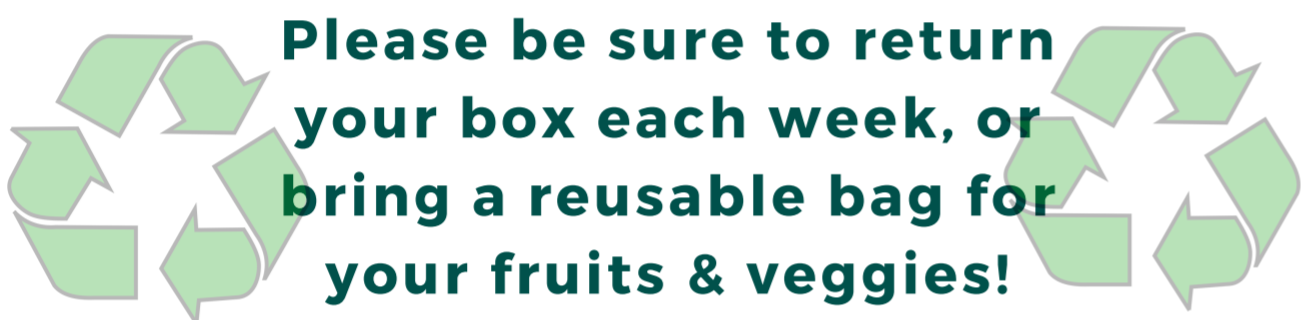 Please be sure to return
your box each week, or
bring a reusable bag for
your fruits & veggies!